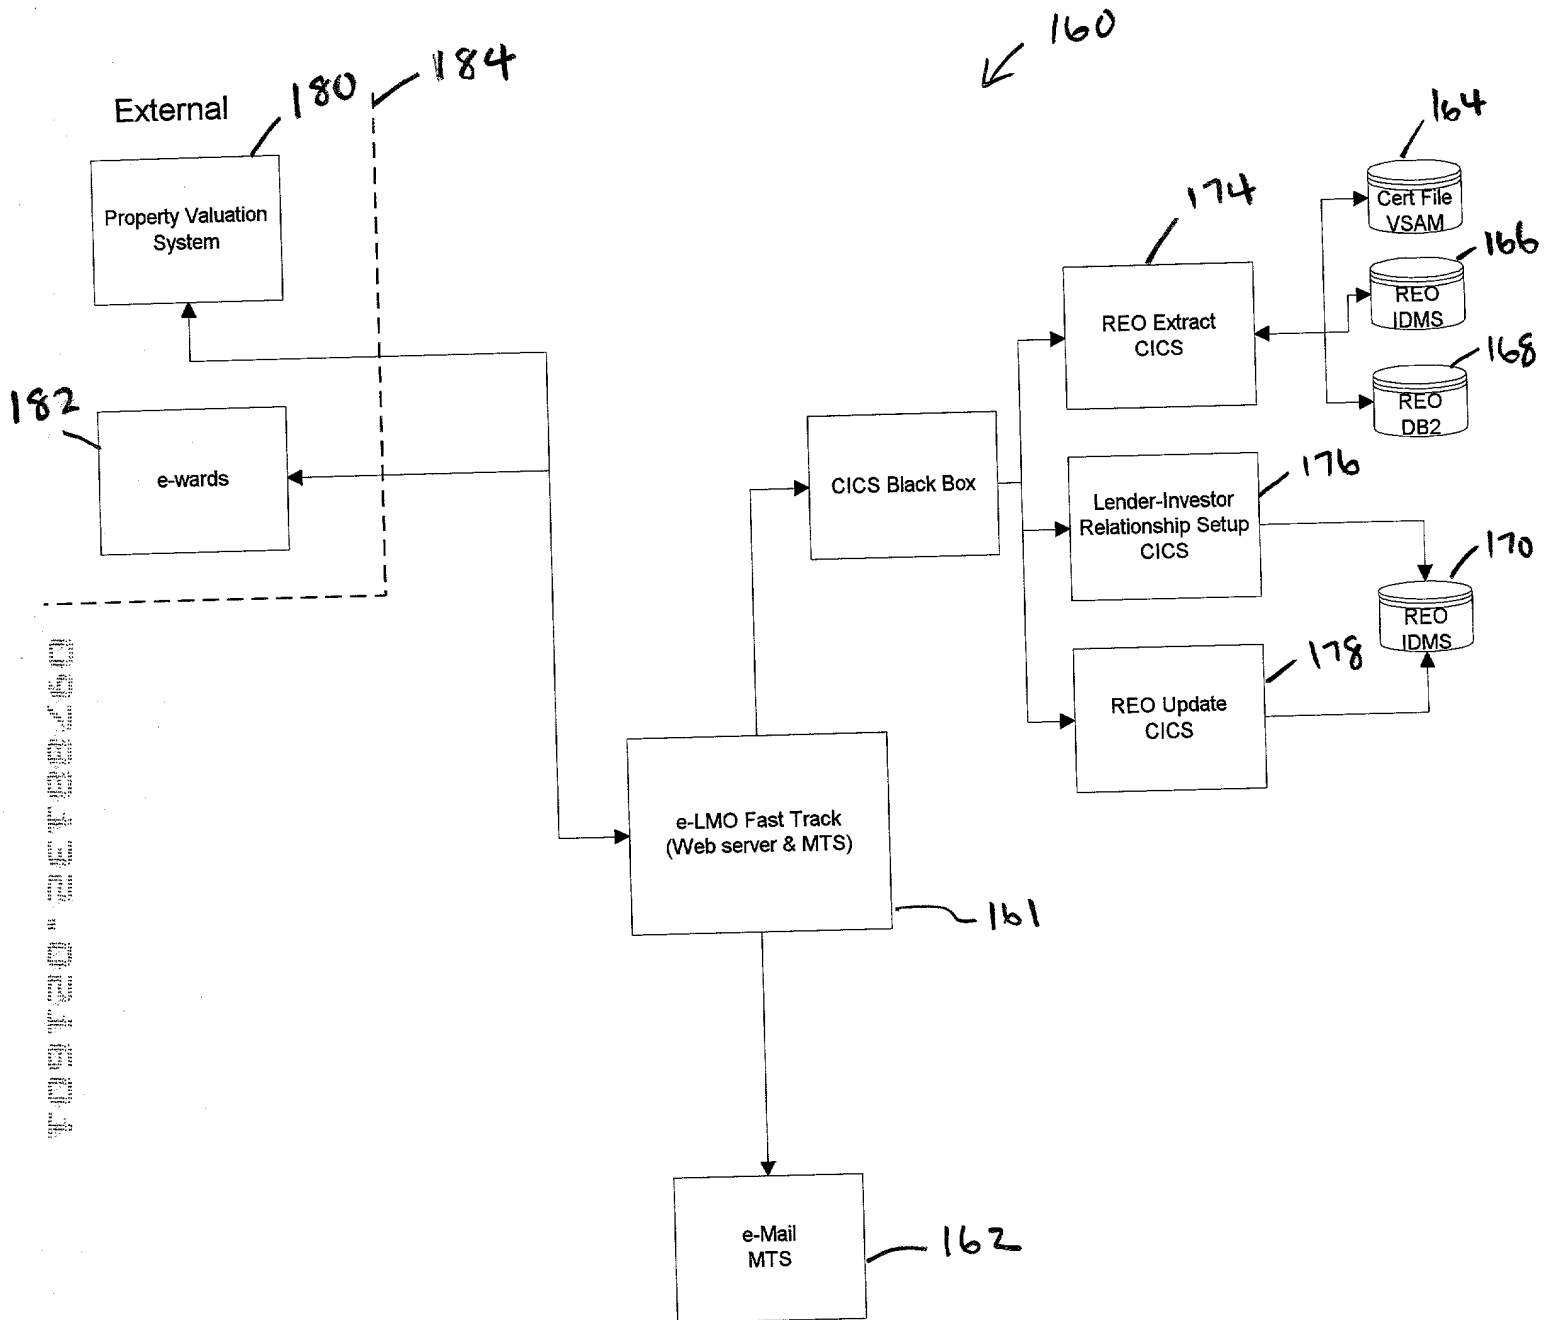 160
184
180
External
164
Property Valuation
System
174
Cert File
VSAM
166
REO
IDMS
REO Extract
CICS
168
REO
DB2
182
e-wards
CICS Black Box
176
Lender-Investor
Relationship Setup
CICS
170
REO
IDMS
178
REO Update
CICS
e-LMO Fast Track
(Web server & MTS)
161
e-Mail
MTS
162